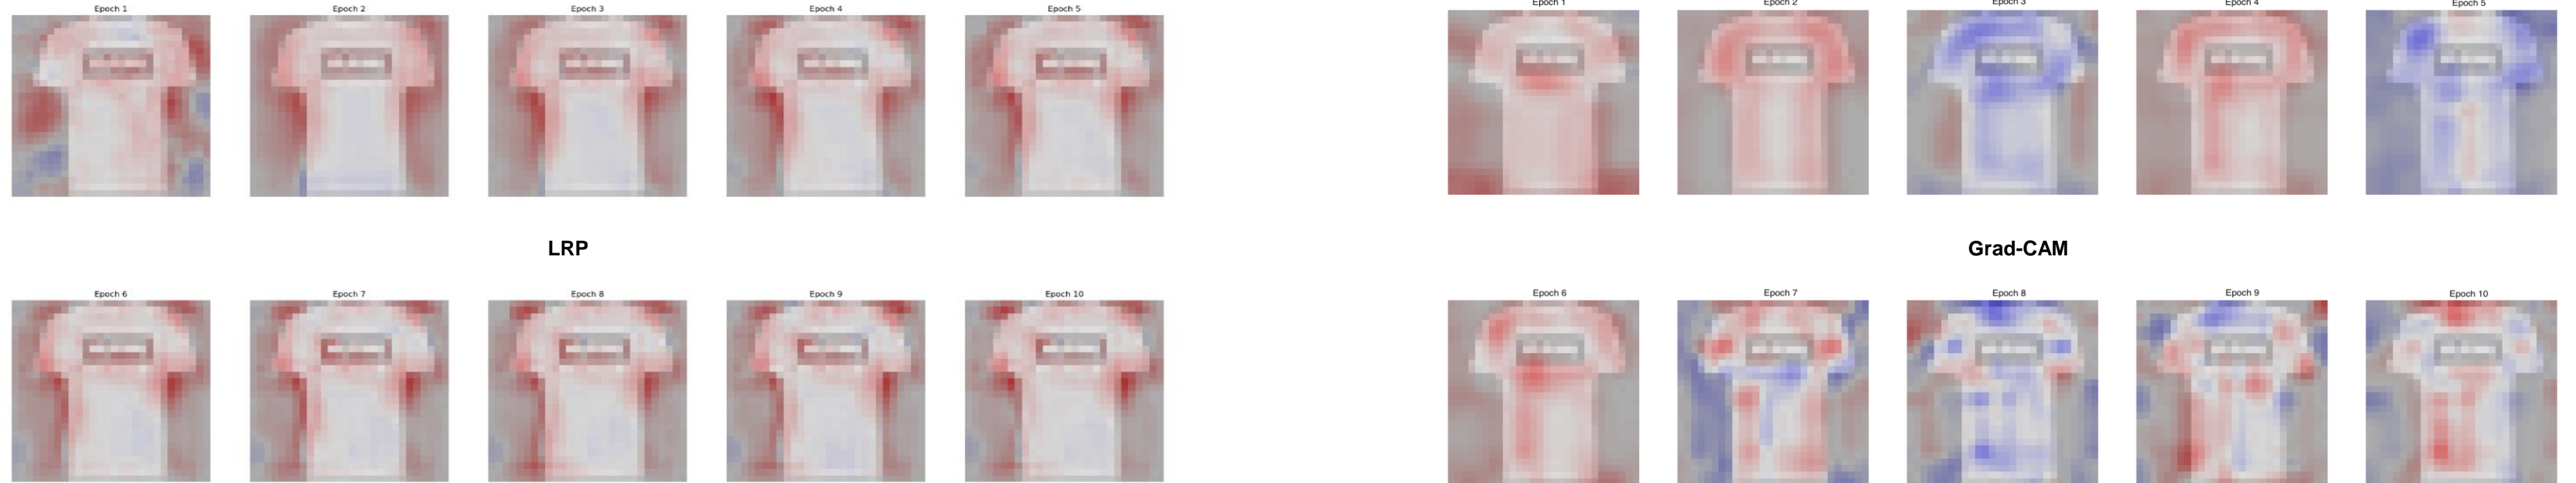 Epoch 1
Epoch 2
Epoch 3
Epoch 4
Epoch 5
LRP
Epoch 6
Epoch 7
Epoch 8
Epoch 9
Epoch 10
Epoch 1
Epoch 2
Epoch 3
Epoch 4
Epoch 5
Grad-CAM
Epoch 6
Epoch 7
Epoch 8
Epoch 9
Epoch 10